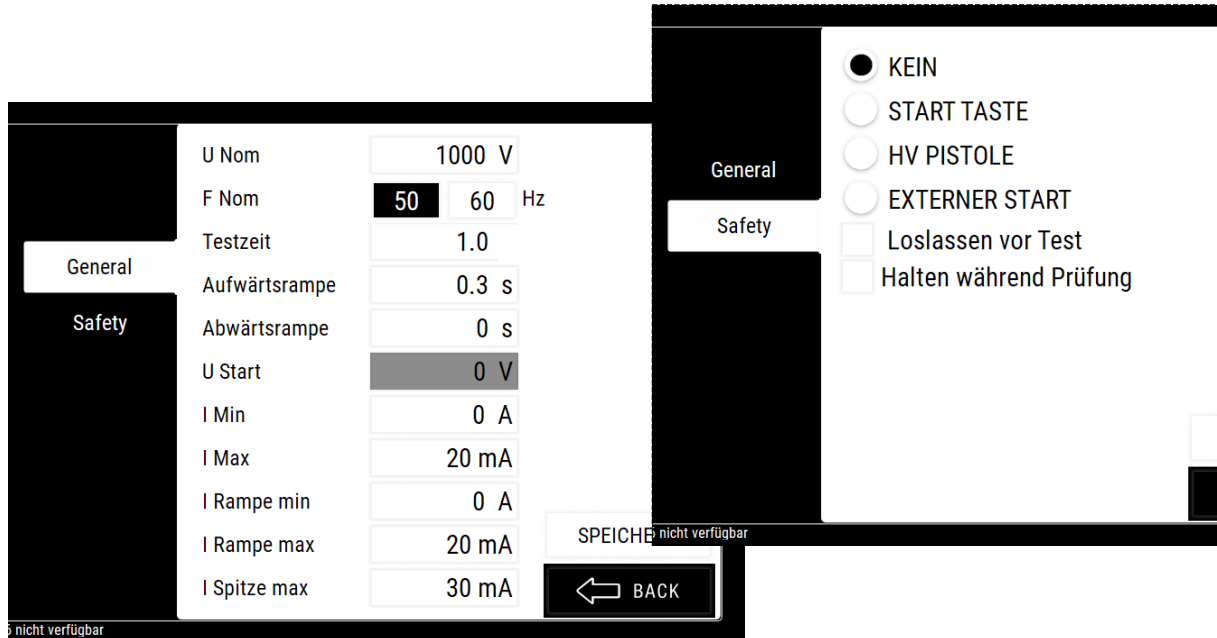 General
Safety
U Nom 1000 V
F Nom 50 60 Hz
Testzeit 1.0
Aufwärtsrampe 0.3 s
Abwärtsrampe 0 s
U Start 0 V
I Min 0 A
I Max 20 mA
I Rampe min 0 A
I Rampe max 20 mA
I Spitze max 30 mA
SPEICHE
BACK
nicht verfügbar
General
Safety
KEIN
START TASTE
HV PISTOLE
EXTERNER START
Loslassen vor Test
Halten während Prüfung
nicht verfügbar